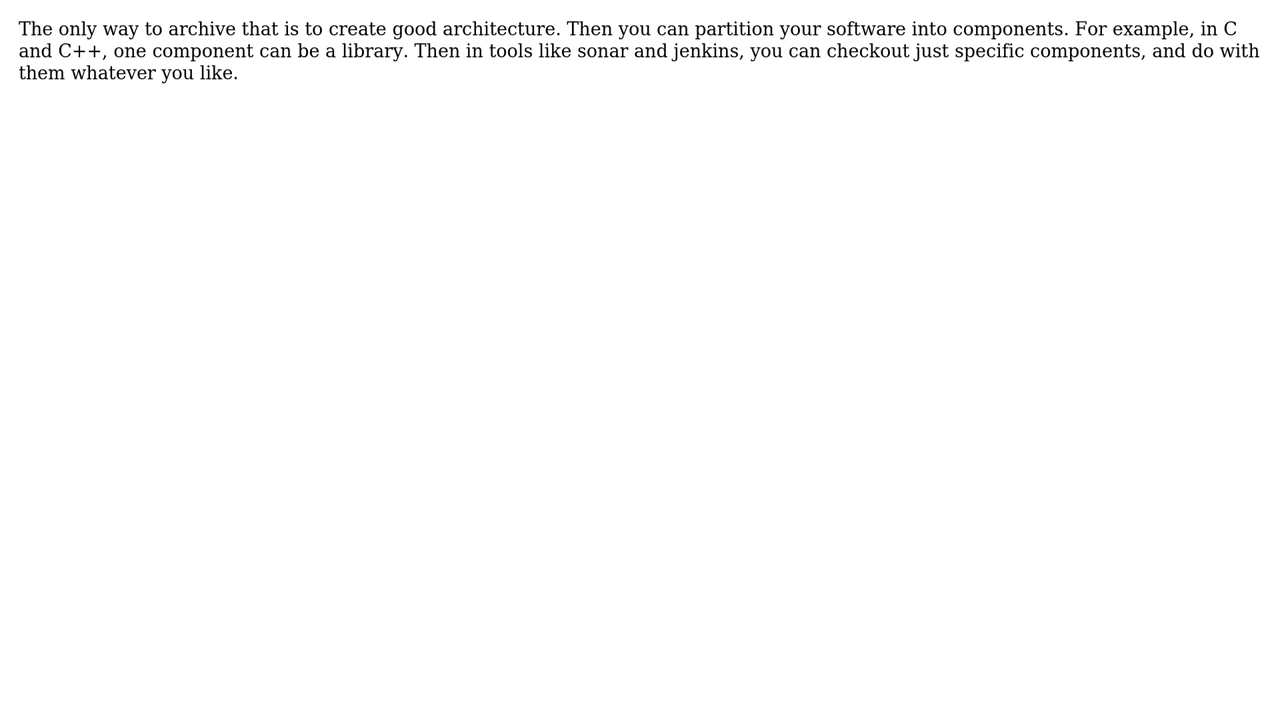 The only way to archive that is to create good architecture. Then you can partition your software into components. For example, in C
and C++, one component can be a library. Then in tools like sonar and jenkins, you can checkout just specific components, and do with
them whatever you like.